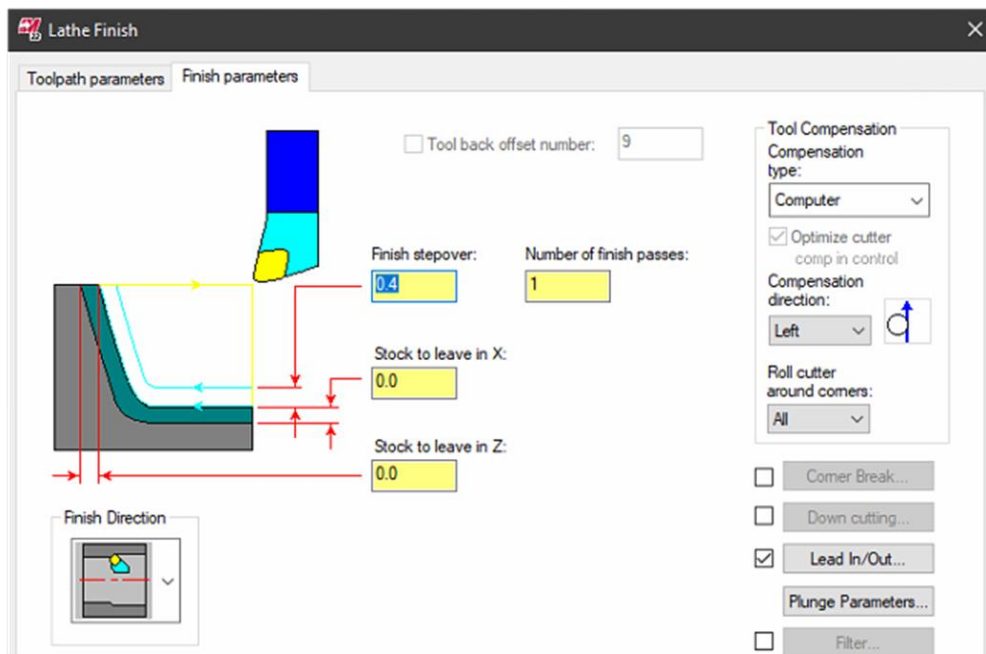 Lathe Finish
Toolpath parameters
Finish parameters
Tool back offset number:
9
Finish stepover:
0.4
Number of finish passes:
1
Stock to leave in X:
0.0
Stock to leave in Z:
0.0
Finish Direction
Tool Compensation
Compensation
type:
Computer
Optimize cutter
comp in control
Compensation
direction:
Left
Roll cutter
around corners:
All
Corner Break...
Down cutting...
Lead In/Out...
Plunge Parameters...
Filter...